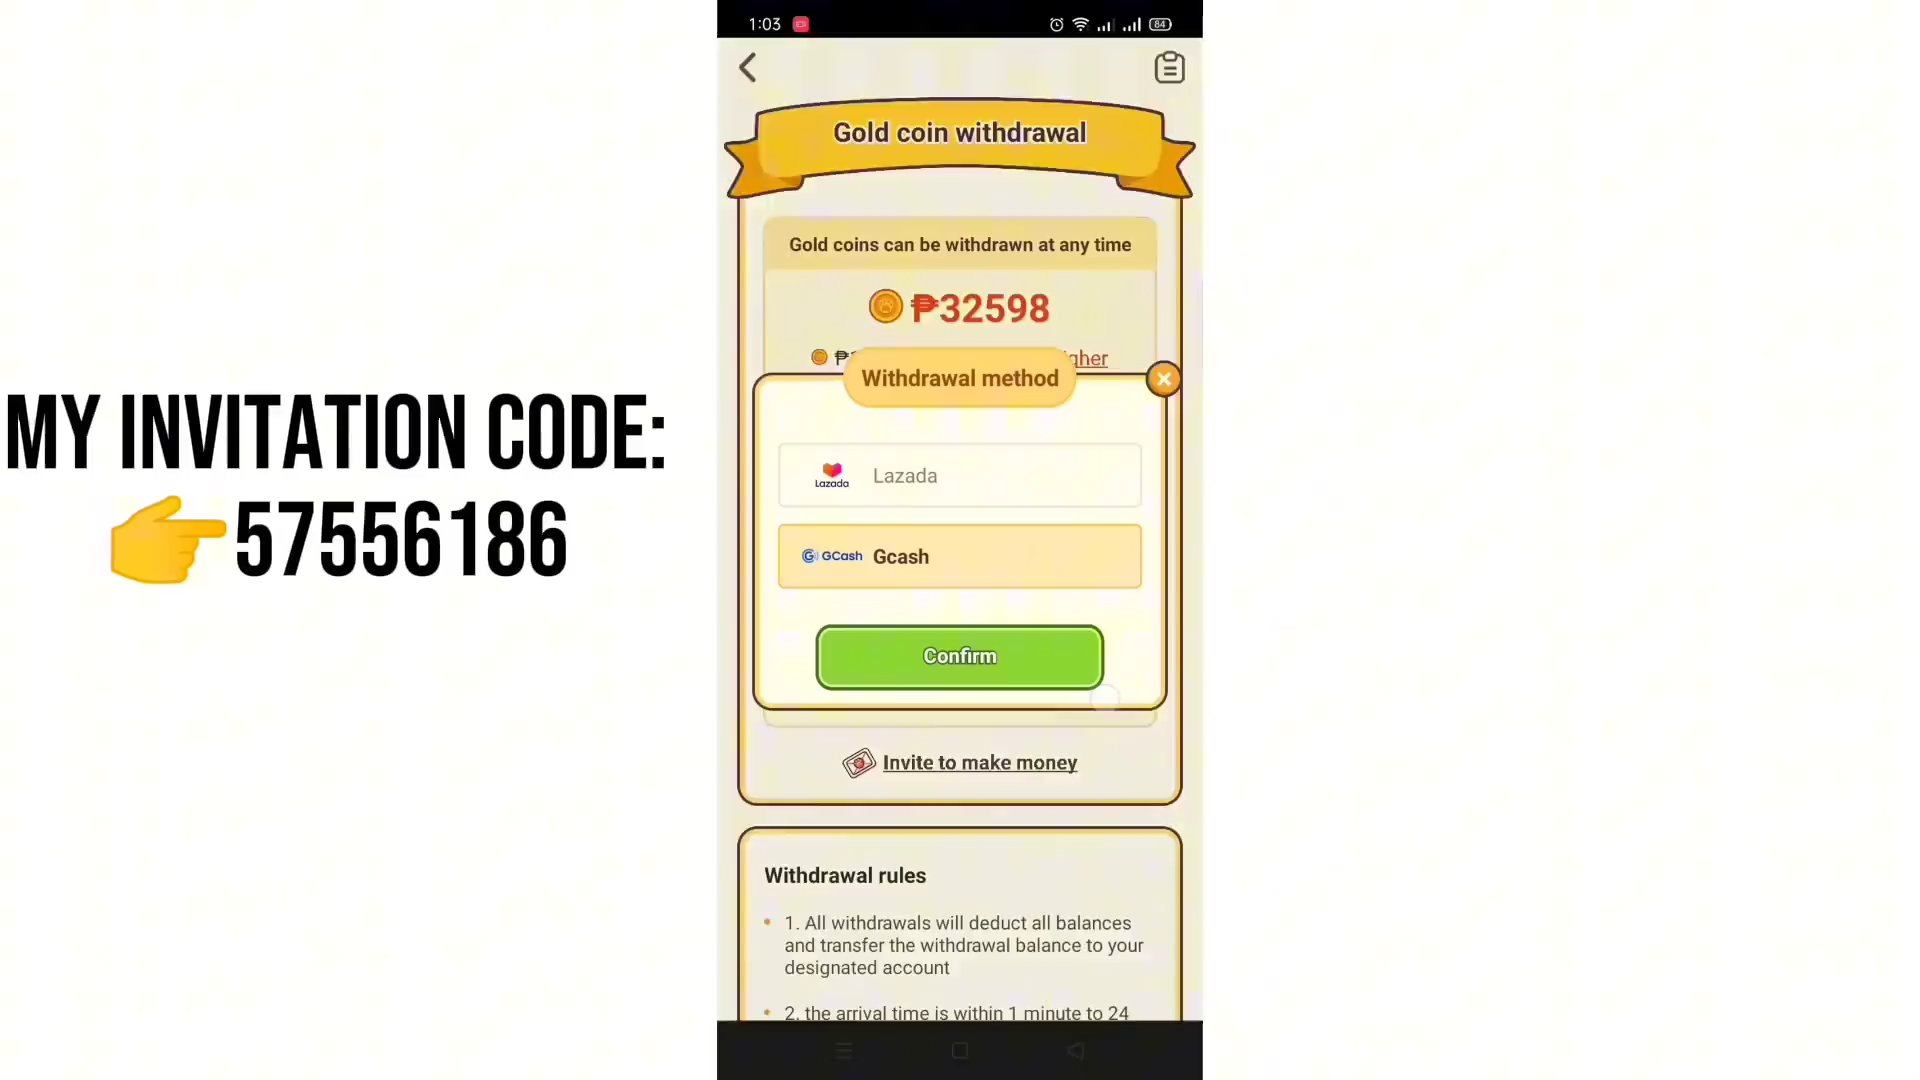 1:03
84
Gold coin withdrawal
Gold coins can be withdrawn at any time
₱32598
Withdrawal method
Lazada Lazada
GCash Gcash
Confirm
Invite to make money
MY INVITATION CODE:
👉57556186
Withdrawal rules
1. All withdrawals will deduct all balances
and transfer the withdrawal balance to your
designated account
2. the arrival time is within 1 minute to 24